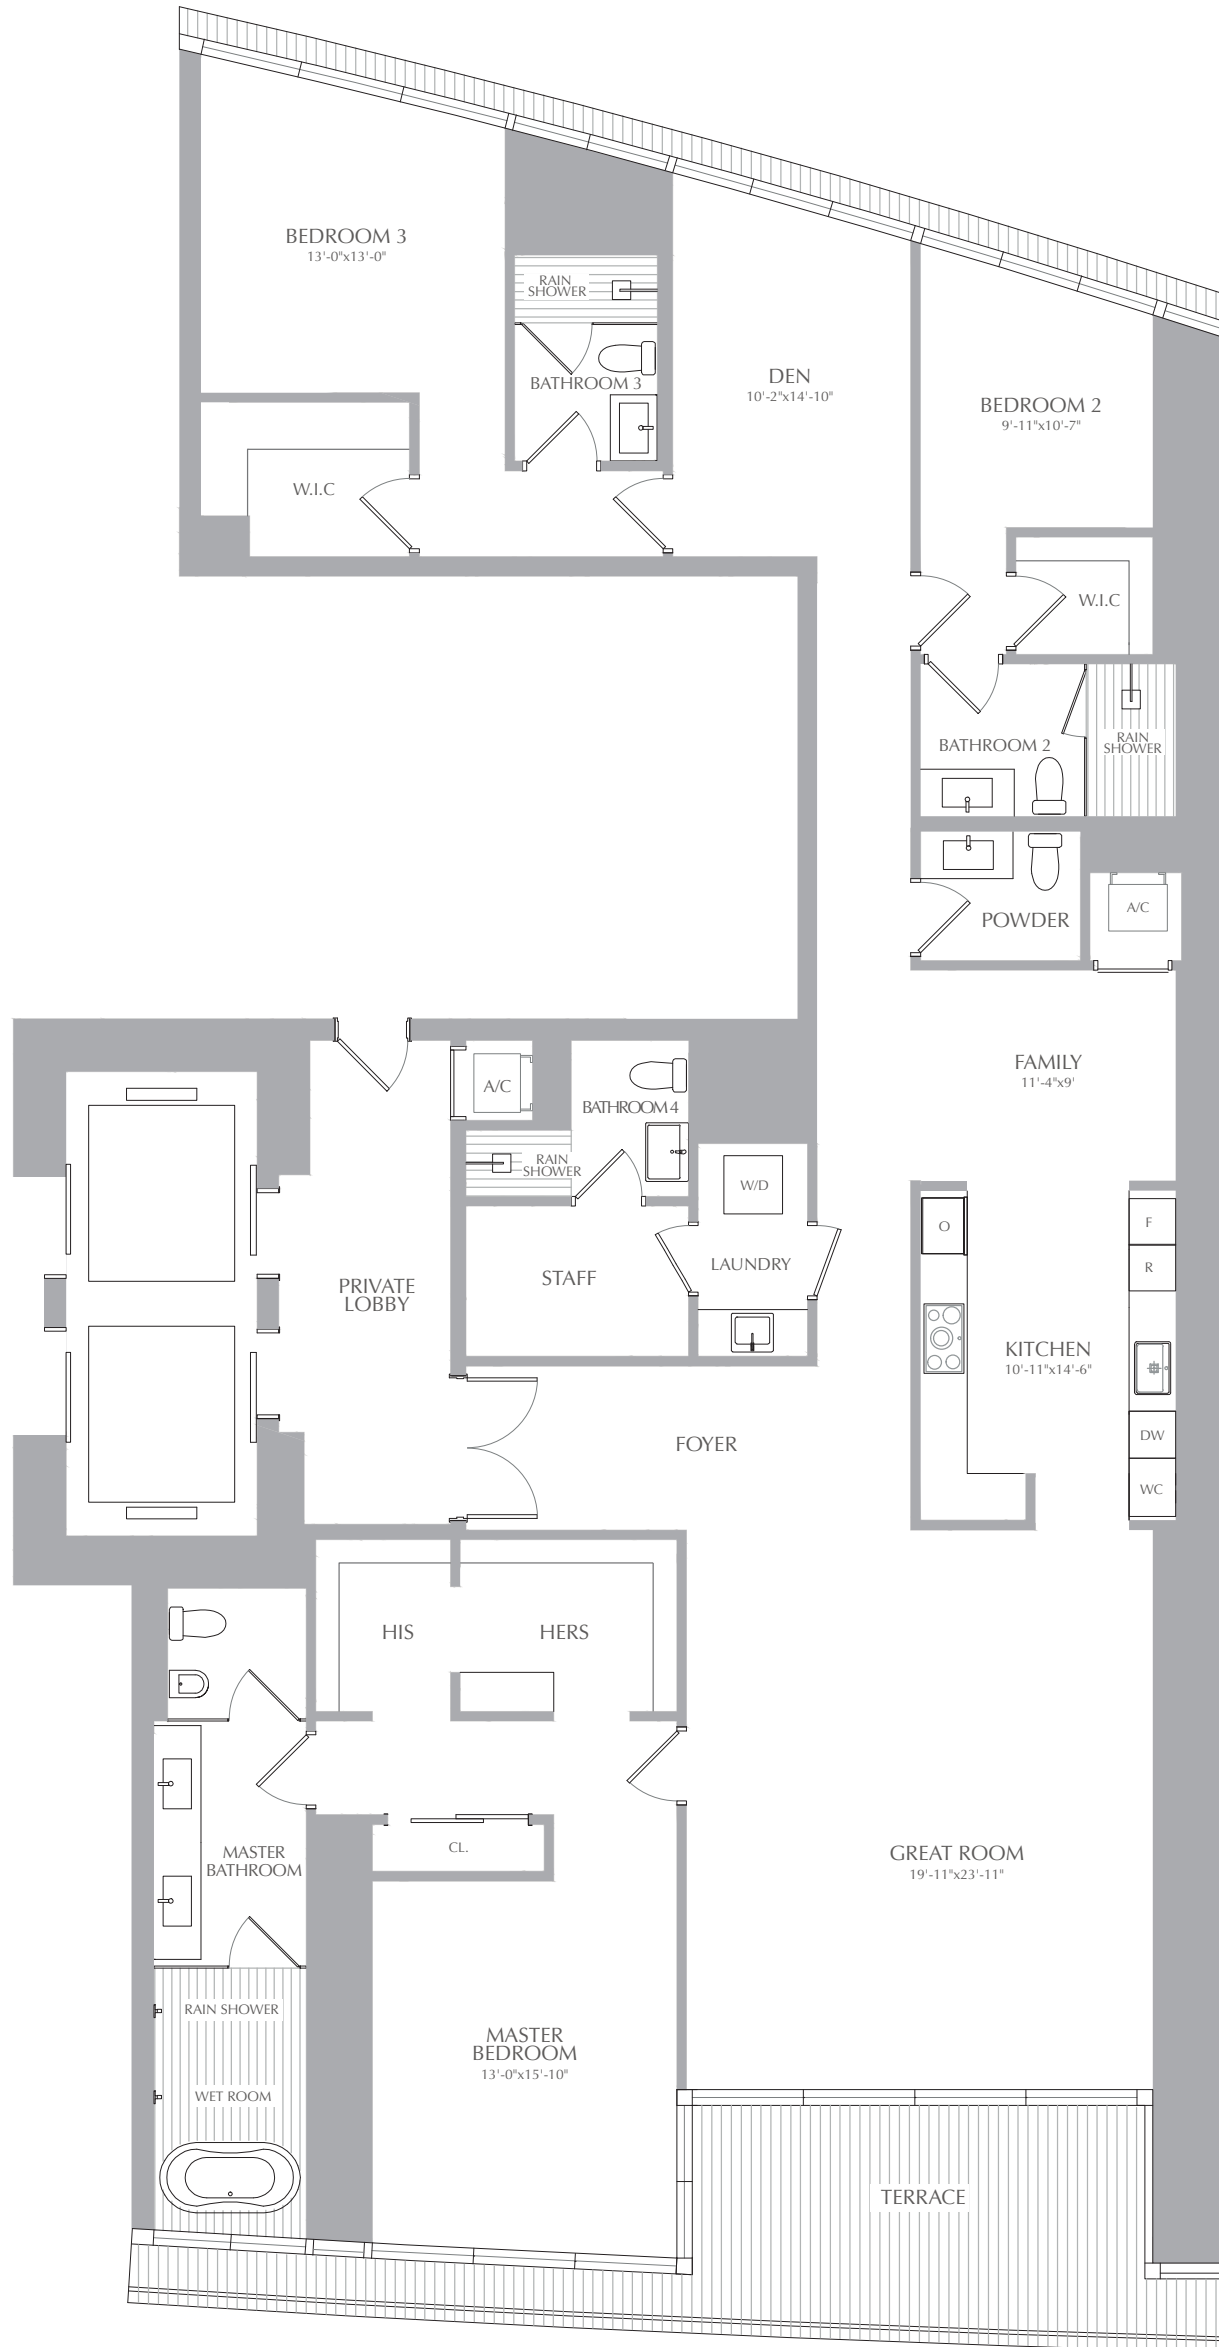 BEDROOM 3
13'-0"x13'-0"
RAIN
SHOWER
BATHROOM 3
DEN
10'-2"x14'-10"
BEDROOM 2
9'-11"x10'-7"
W.I.C
W.I.C
BATHROOM 2
RAIN
SHOWER
POWDER
A/C
FAMILY
11'-4"x9'
A/C
BATHROOM 4
RAIN
SHOWER
W/D
STAFF
LAUNDRY
PRIVATE
LOBBY
O
F
R
KITCHEN
10'-11"x14'-6"
DW
WC
FOYER
HIS
HERS
MASTER
BATHROOM
CL.
GREAT ROOM
19'-11"x23'-11"
RAIN SHOWER
WET ROOM
MASTER
BEDROOM
13'-0"x15'-10"
TERRACE